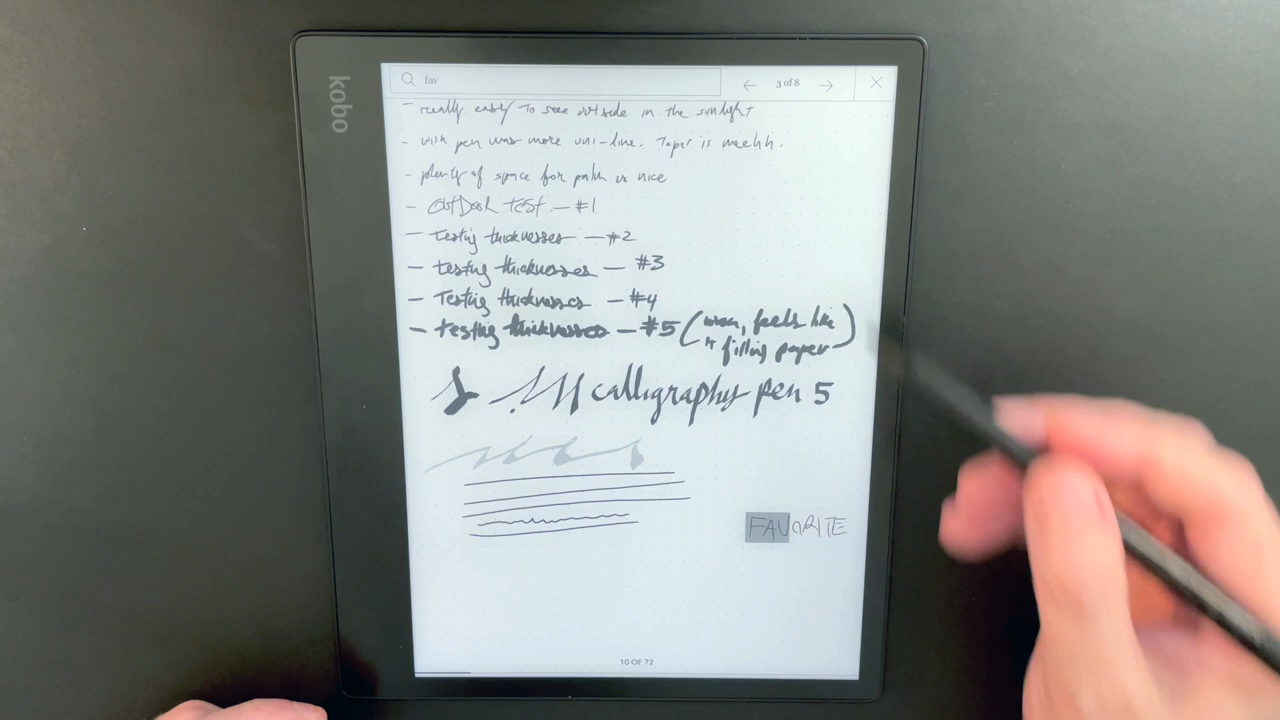 kobo
fav
3 of 8
- really easy to see outside in the sunlight
- with pen was more uni-line. Taper is meehh.
- plenty of space for palm is nice
- OutDoor TEST - #1
- Testing thicknesses - #2
- testing thicknesses - #3
- Testing thicknesses - #4
- testing thicknesses - #5 (woah, feels like
filling paper)
calligraphy pen 5
FAVORITE
10 OF 72